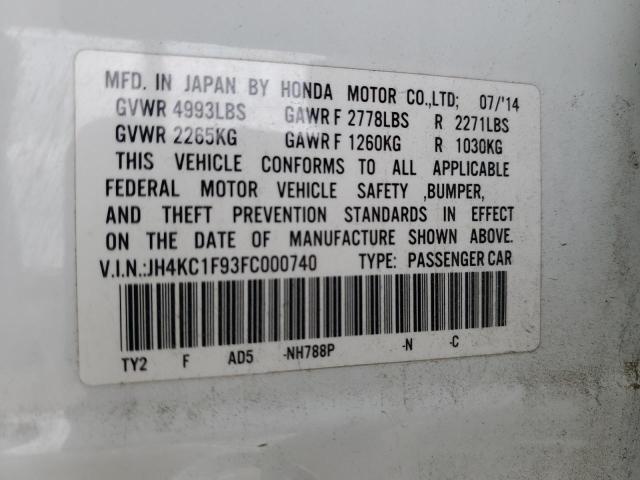 MFD. IN JAPAN BY HONDA MOTOR CO.,LTD; 07/'14
GVWR 4993LBS GAWR F 2778LBS R 2271LBS
GVWR 2265KG GAWR F 1260KG R 1030KG
THIS VEHICLE CONFORMS TO ALL APPLICABLE
FEDERAL MOTOR VEHICLE SAFETY ,BUMPER,
AND THEFT PREVENTION STANDARDS IN EFFECT
ON THE DATE OF MANUFACTURE SHOWN ABOVE.
V.I.N.:JH4KC1F93FC000740 TYPE: PASSENGER CAR
TY2 F AD5 -NH788P -N -C